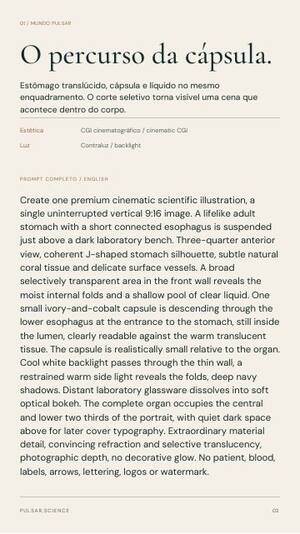 01 / MUNDO PULSAR
O percurso da cápsula.
Estômago translúcido, cápsula e líquido no mesmo
enquadramento. O corte seletivo torna visível uma cena que
acontece dentro do corpo.
Estética CGI cinematográfico / cinematic CGI
Luz Contraluz / backlight
PROMPT COMPLETO / ENGLISH
Create one premium cinematic scientific illustration, a
single uninterrupted vertical 9:16 image. A lifelike adult
stomach with a short connected esophagus is suspended
just above a dark laboratory bench. Three-quarter anterior
view, coherent J-shaped stomach silhouette, subtle natural
coral tissue and delicate surface vessels. A broad
selectively transparent area in the front wall reveals the
moist internal folds and a shallow pool of clear liquid. One
small ivory-and-cobalt capsule is descending through the
lower esophagus at the entrance to the stomach, still inside
the lumen, clearly readable against the warm translucent
tissue. The capsule is realistically small relative to the organ.
Cool white backlight passes through the thin wall, a
restrained warm side light reveals the folds, deep navy
shadows. Distant laboratory glassware dissolves into soft
optical bokeh. The complete organ occupies the central
and lower two thirds of the portrait, with quiet dark space
above for later cover typography. Extraordinary material
detail, convincing refraction and selective translucency,
photographic depth, no decorative glow. No patient, blood,
labels, arrows, lettering, logos or watermark.
PULSAR.SCIENCE